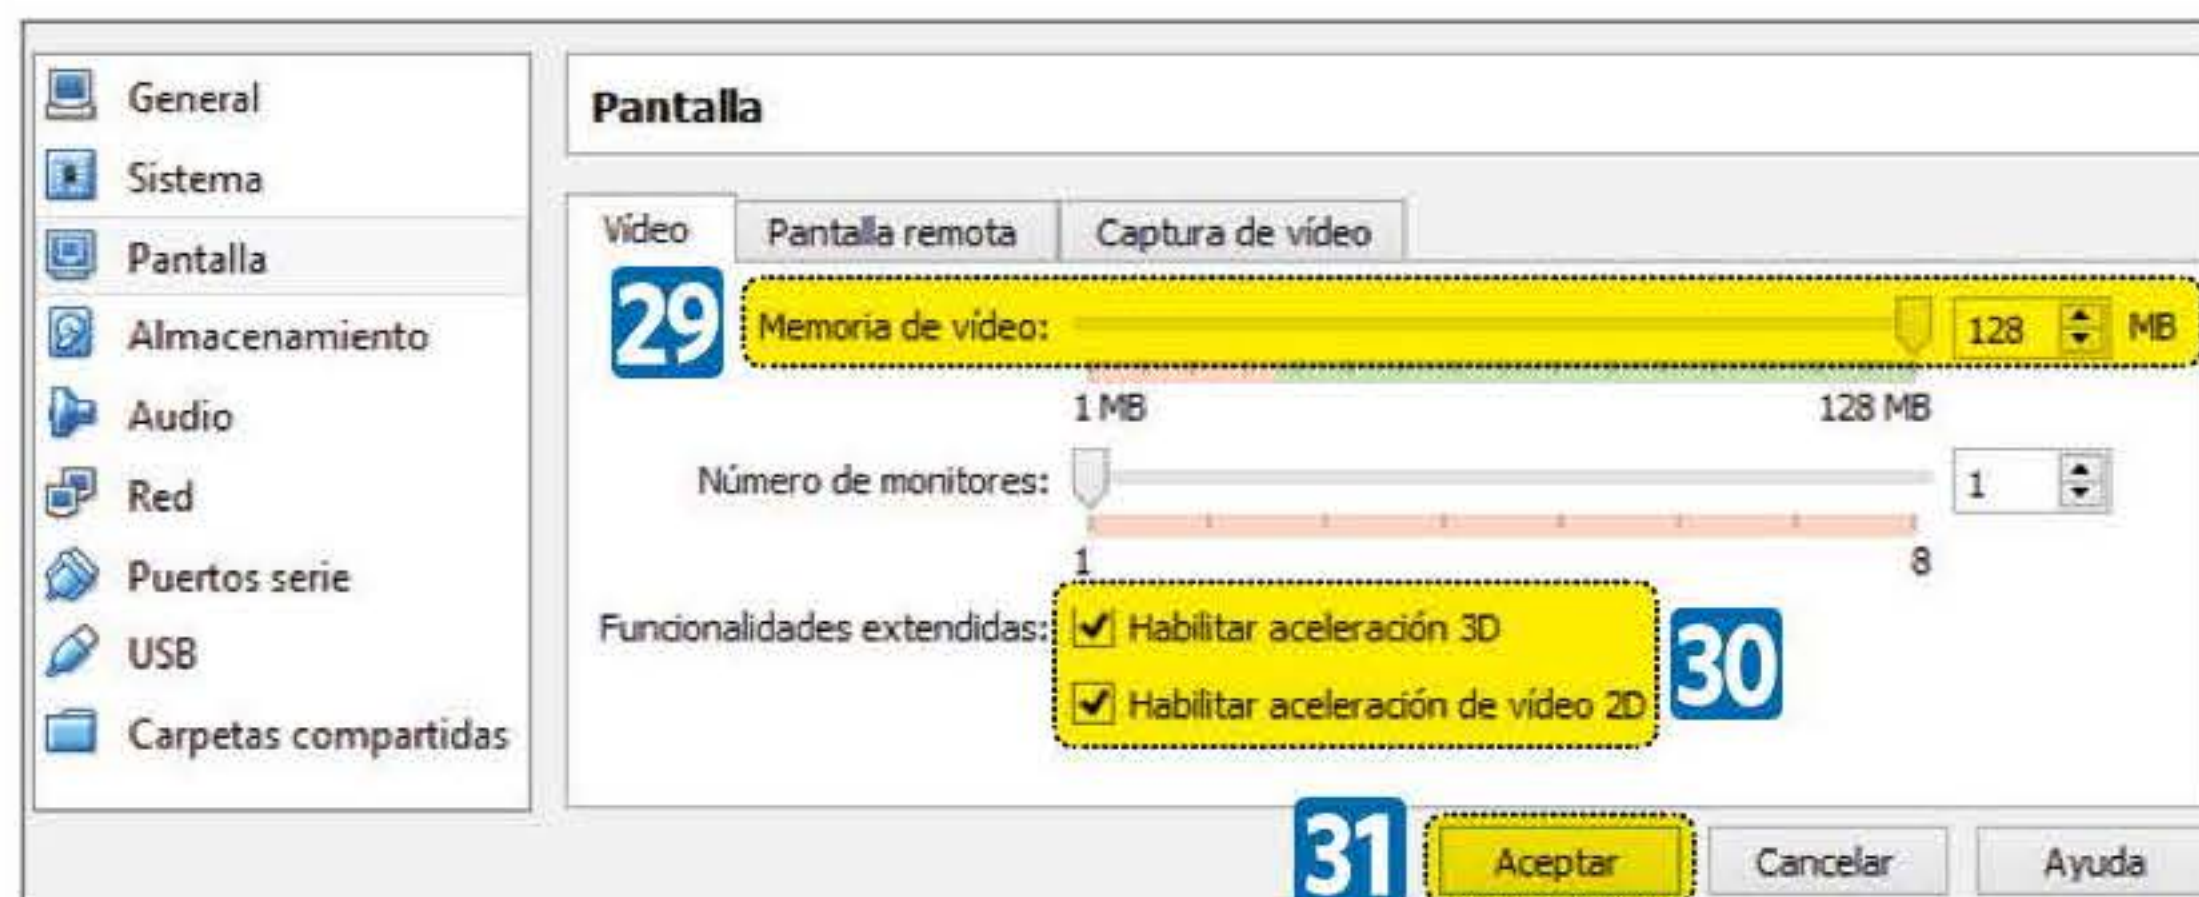 General
Sistema
Pantalla
Almacenamiento
Audio
Red
Puertos serie
USB
Carpetas compartidas
Pantalla
Vídeo Pantalla remota Captura de vídeo
29 Memoria de vídeo: 128 MB
1 MB 128 MB
Número de monitores: 1
1 8
Funcionalidades extendidas: Habilitar aceleración 3D
30
Habilitar aceleración de vídeo 2D
31 Aceptar Cancelar Ayuda